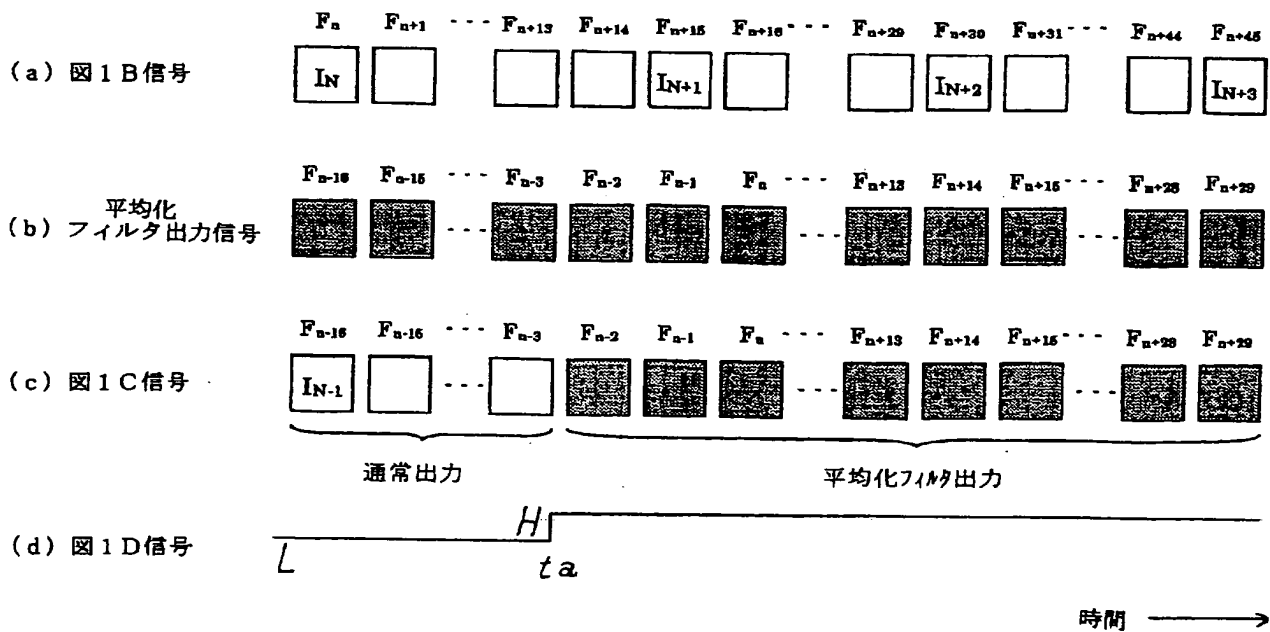 Fn Fn+1 --- Fn+13 Fn+14 Fn+15 Fn+16 Fn+29 Fn+30 Fn+31 --- Fn+44 Fn+45
(a) 図1B信号 IN IN+1 IN+2 IN+3
Fn-16 Fn-15 --- Fn-3 Fn-2 Fn-1 Fn --- Fn+13 Fn+14 Fn+15 --- Fn+28 Fn+29
(b) 平均化
フィルタ出力信号 --- --- ---
Fn-16 Fn-15 --- Fn-3 Fn-2 Fn-1 Fn --- Fn+13 Fn+14 Fn+15 --- Fn+28 Fn+29
(c) 図1C信号 IN-1 --- --- ---
通常出力 平均化フィルタ出力
(d) 図1D信号 L H
ta
時間